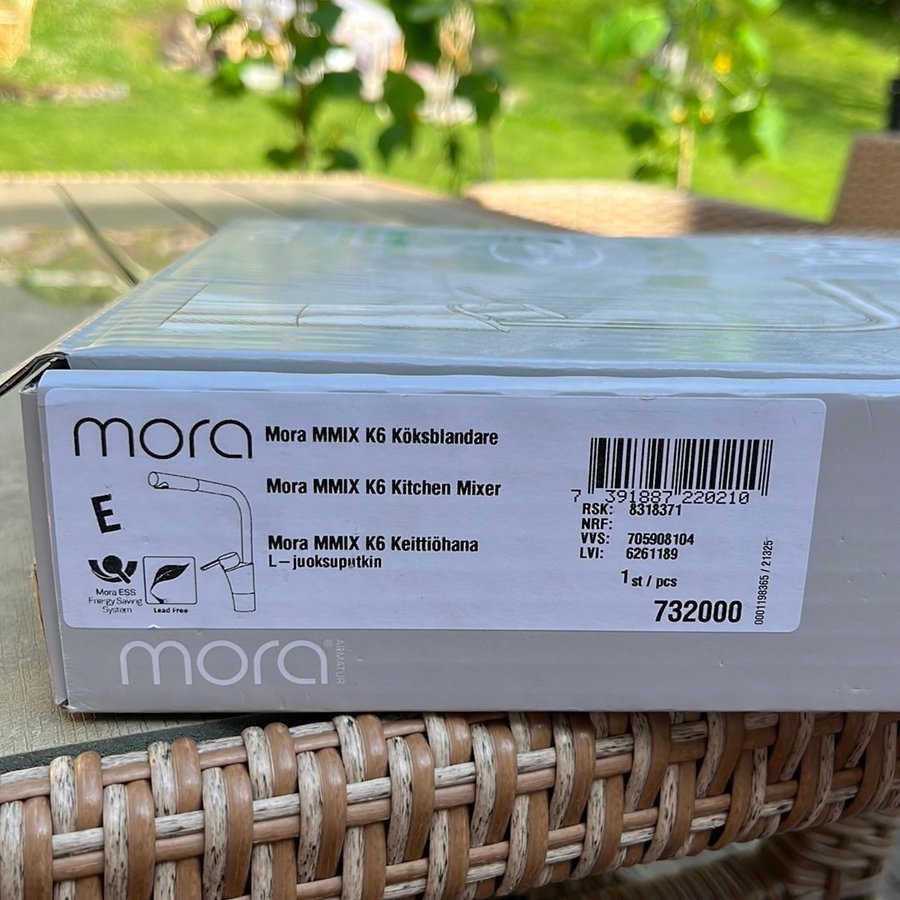 mora
Mora MMIX K6 Köksblandare
Mora MMIX K6 Kitchen Mixer
Mora MMIX K6 Keittiöhana
L-juoksuputkin
E
Mora ESS
Energy Saving
System
Lead Free
7 391887 220210
RSK: 8318371
NRF:
VVS: 705908104
LVI: 6261189
1 st / pcs
732000
0001198365 / 21325
mora®
ARMATUR